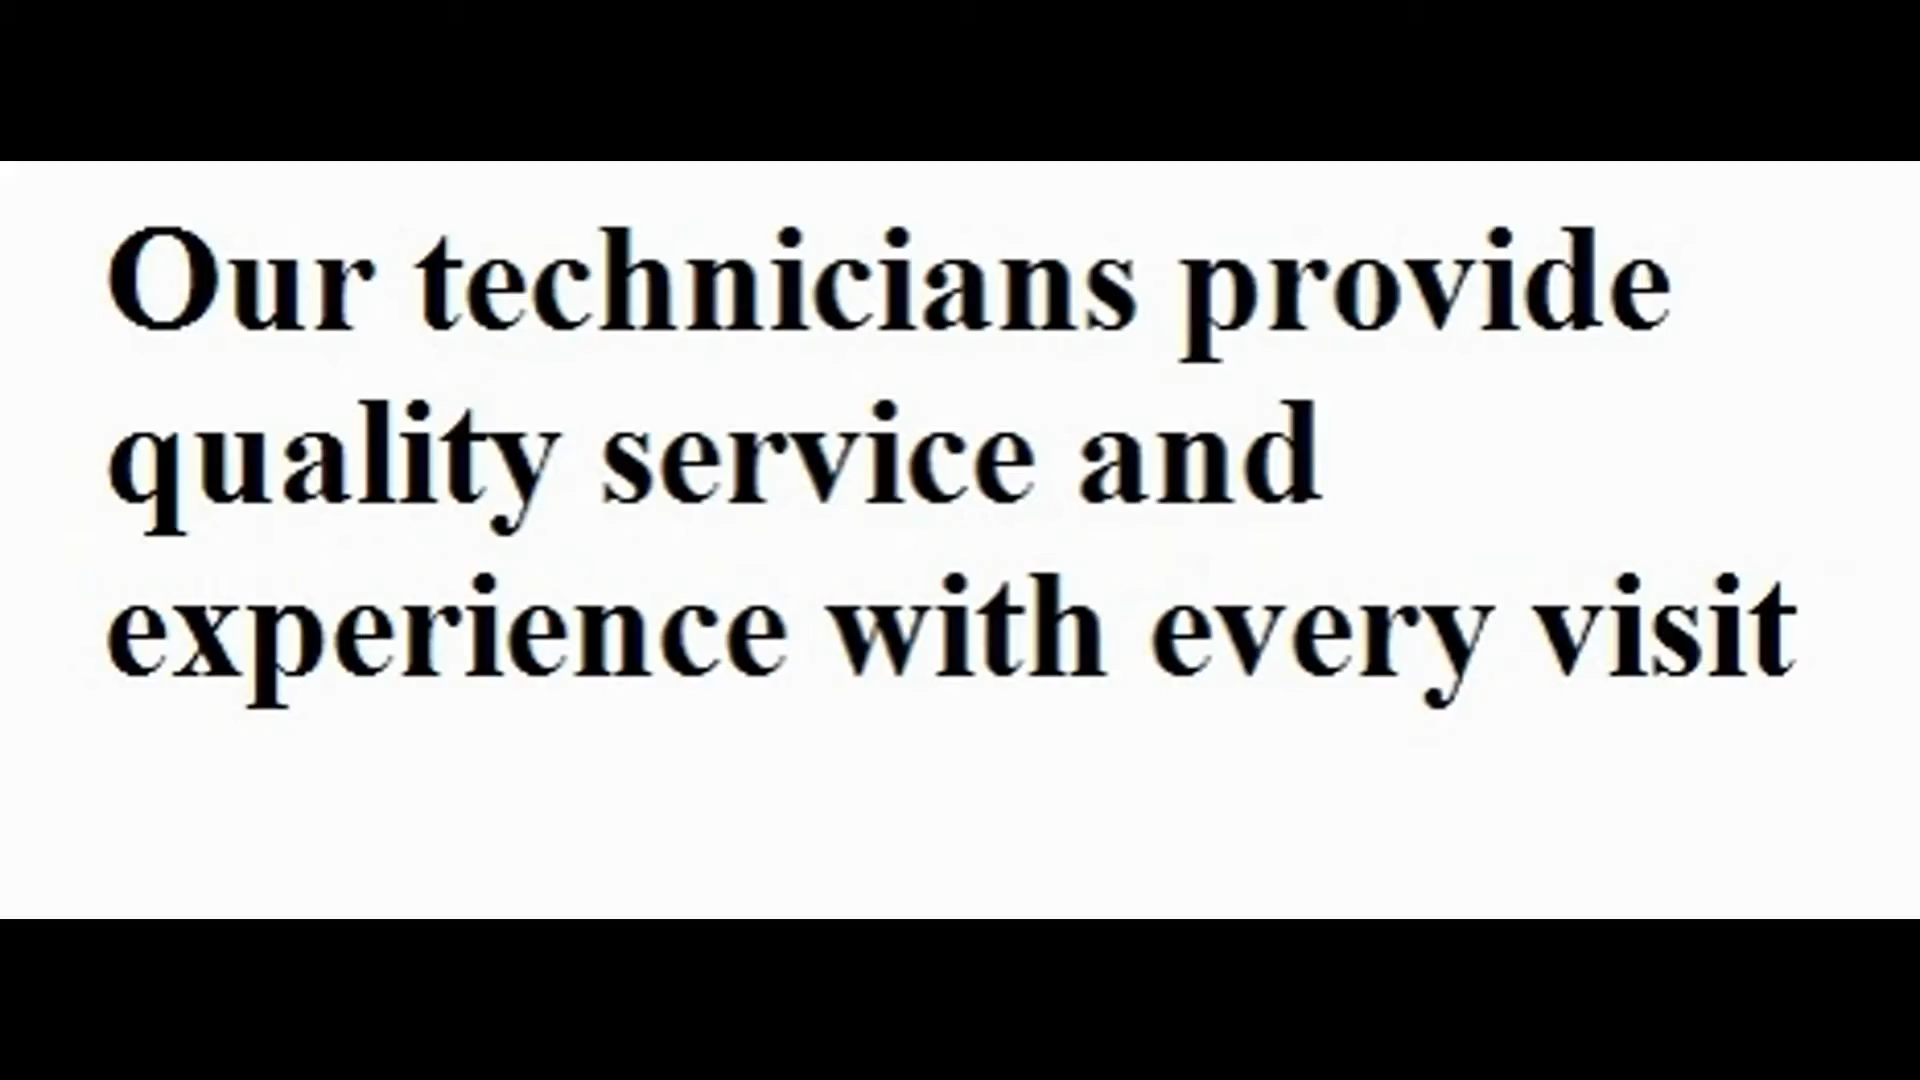 Our technicians provide
quality service and
experience with every visit